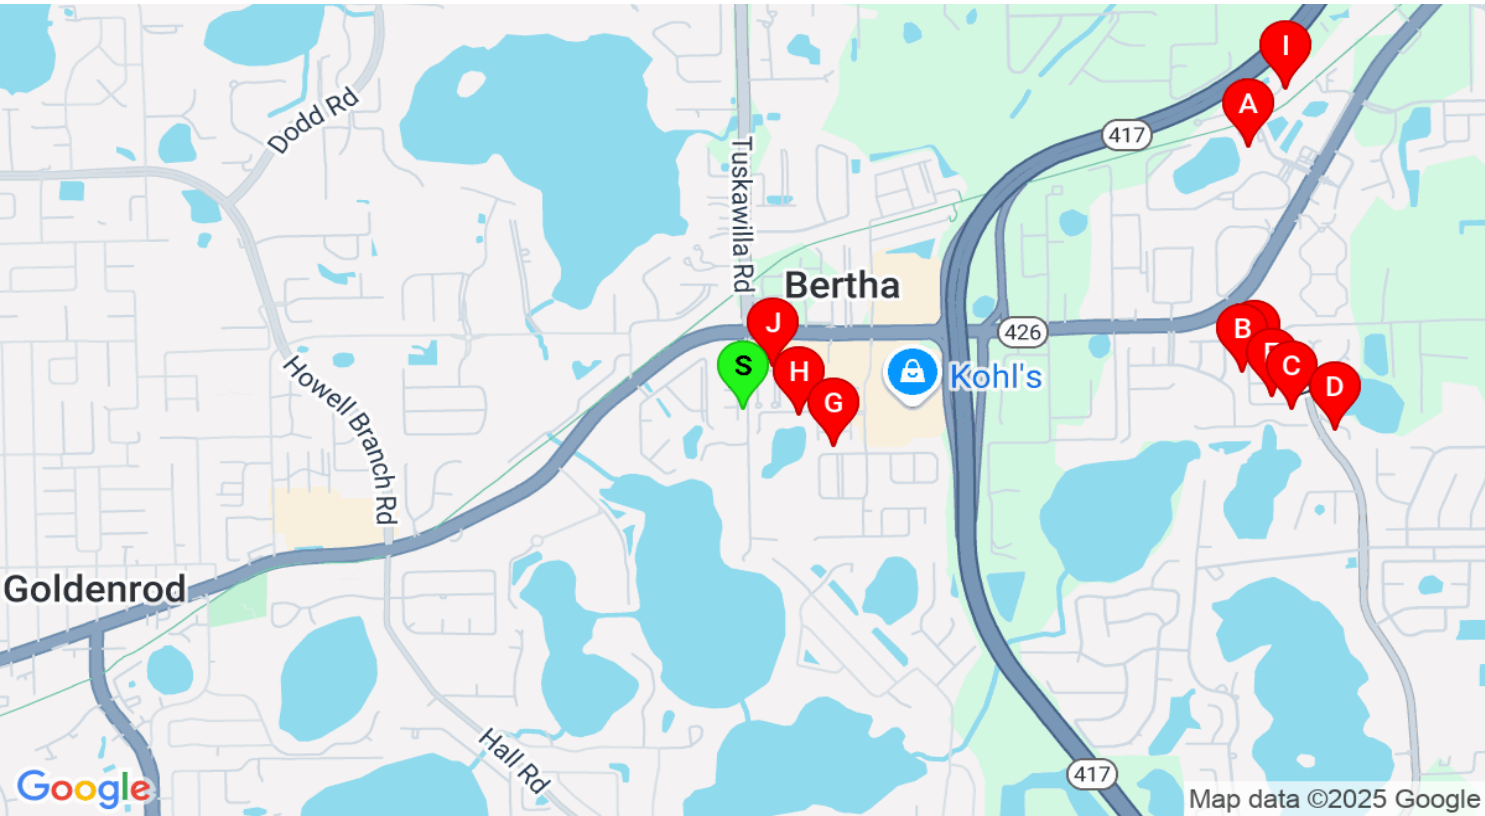 I
A
Dodd Rd
417
Tuskawilla Rd
Bertha
J
B
426
S
H
C
Kohl's
D
G
Howell Branch Rd
Goldenrod
Hall Rd
417
Google
Map data ©2025 Google